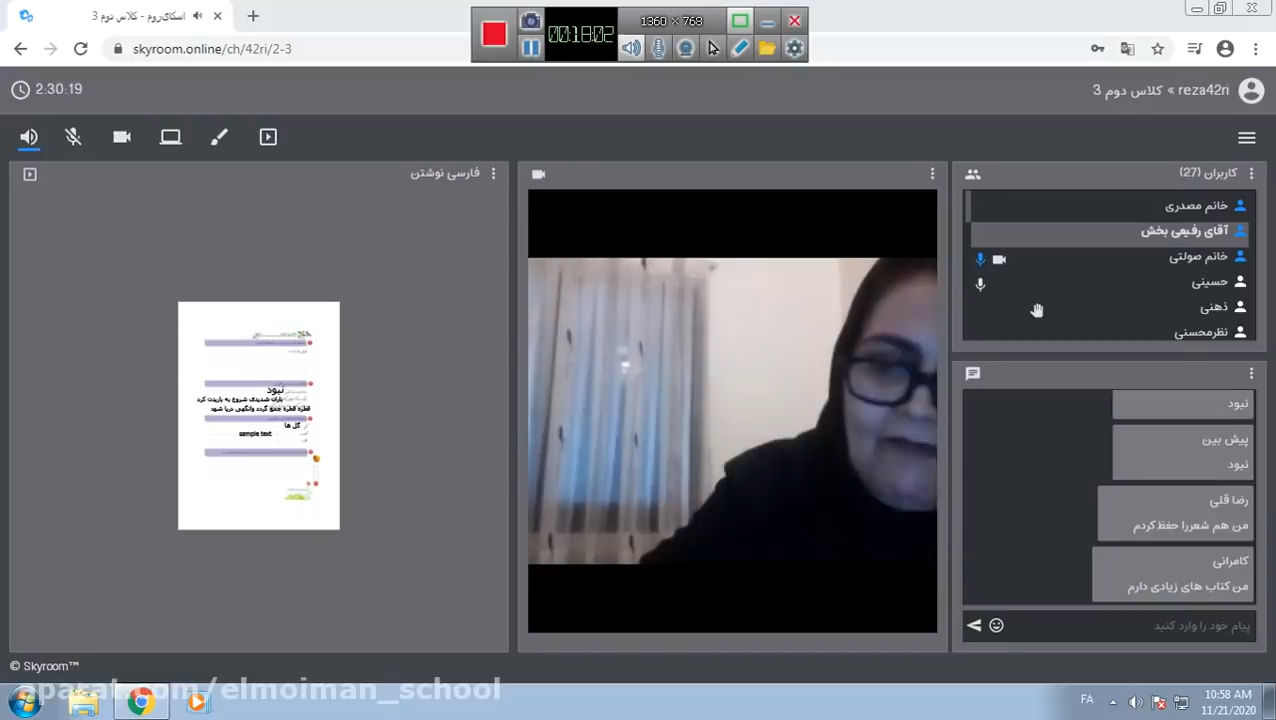 اسکای‌روم - کلاس دوم 3
1360 × 768
00:18:02
skyroom.online/ch/42ri/2-3
2:30:19
reza42ri » کلاس دوم 3
فارسی نوشتن
نبود
باران شدیدی شروع به باریدن کرد
قطره قطره جمع گردد وانگهی دریا شود
گل ها
sample text
کاربران (27)
خانم مصدری
آقای رفیعی بخش
خانم صولتی
حسینی
ذهنی
نظرمحسنی
نبود
پیش بین
نبود
رضا قلی
من هم شعررا حفظ کردم
کامرانی
من کتاب های زیادی دارم
پیام خود را وارد کنید
© Skyroom™
aparat.com/elmoiman_school
FA
10:58 AM
11/21/2020